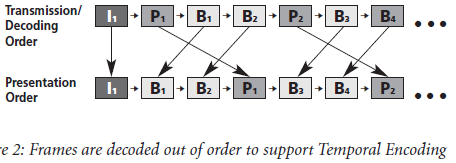 Transmission/
Decoding
Order
I₁ P₁ B₁ B₂ P₂ B₃ B₄ •••
Presentation
Order
I₁ B₁ B₂ P₁ B₃ B₄ P₂ •••
e 2: Frames are decoded out of order to support Temporal Encoding